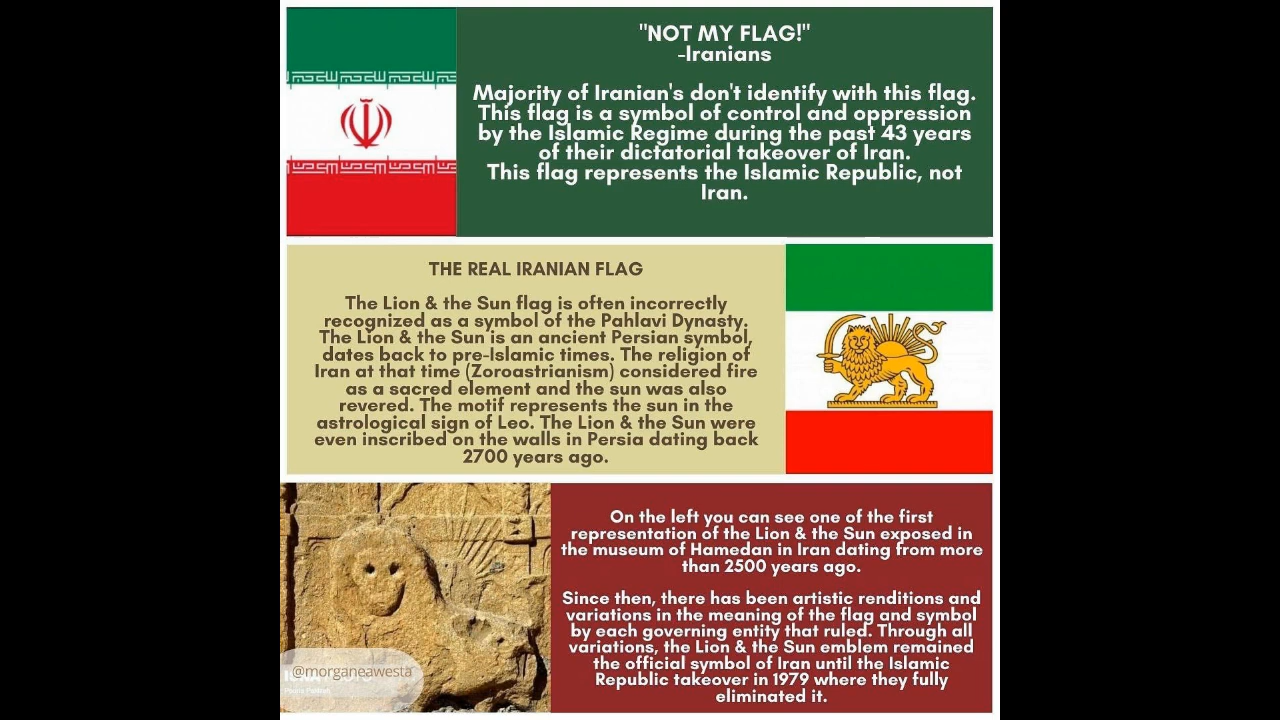 "NOT MY FLAG!"
-Iranians
Majority of Iranian's don't identify with this flag.
This flag is a symbol of control and oppression
by the Islamic Regime during the past 43 years
of their dictatorial takeover of Iran.
This flag represents the Islamic Republic, not
Iran.
THE REAL IRANIAN FLAG
The Lion & the Sun flag is often incorrectly
recognized as a symbol of the Pahlavi Dynasty.
The Lion & the Sun is an ancient Persian symbol,
dates back to pre-Islamic times. The religion of
Iran at that time (Zoroastrianism) considered fire
as a sacred element and the sun was also
revered. The motif represents the sun in the
astrological sign of Leo. The Lion & the Sun were
even inscribed on the walls in Persia dating back
2700 years ago.
On the left you can see one of the first
representation of the Lion & the Sun exposed in
the museum of Hamedan in Iran dating from more
than 2500 years ago.
Since then, there has been artistic renditions and
variations in the meaning of the flag and symbol
by each governing entity that ruled. Through all
variations, the Lion & the Sun emblem remained
the official symbol of Iran until the Islamic
Republic takeover in 1979 where they fully
eliminated it.
@morganeawesta